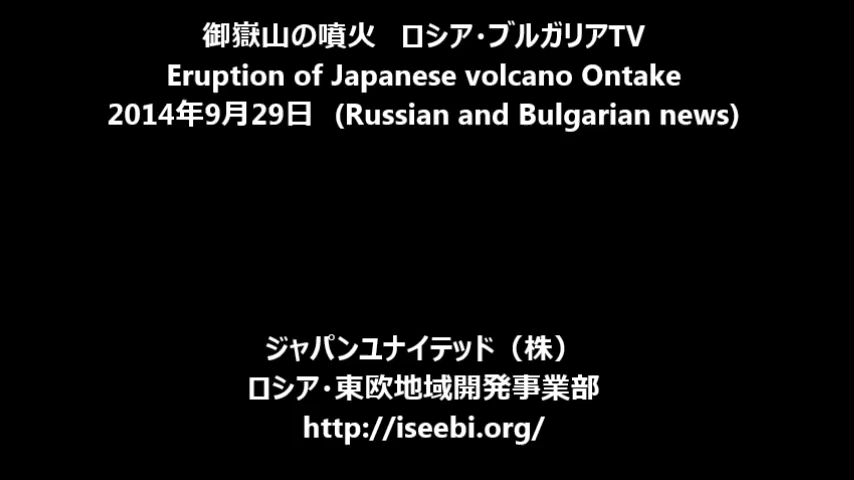 御嶽山の噴火　ロシア・ブルガリアTV
Eruption of Japanese volcano Ontake
2014年9月29日 (Russian and Bulgarian news)
ジャパンユナイテッド（株）
ロシア・東欧地域開発事業部
http://iseebi.org/